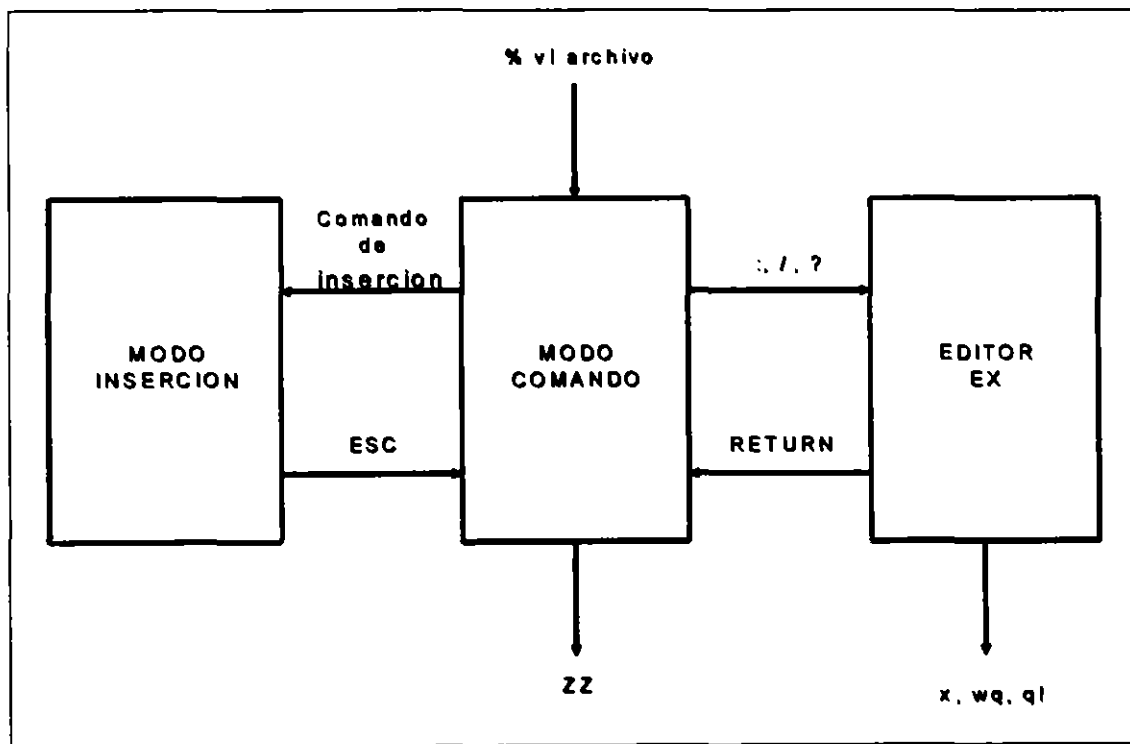 % vi archivo
Comando
de
insercion
:, /, ?
MODO
INSERCION
MODO
COMANDO
EDITOR
EX
ESC
RETURN
ZZ
x, wq, q!